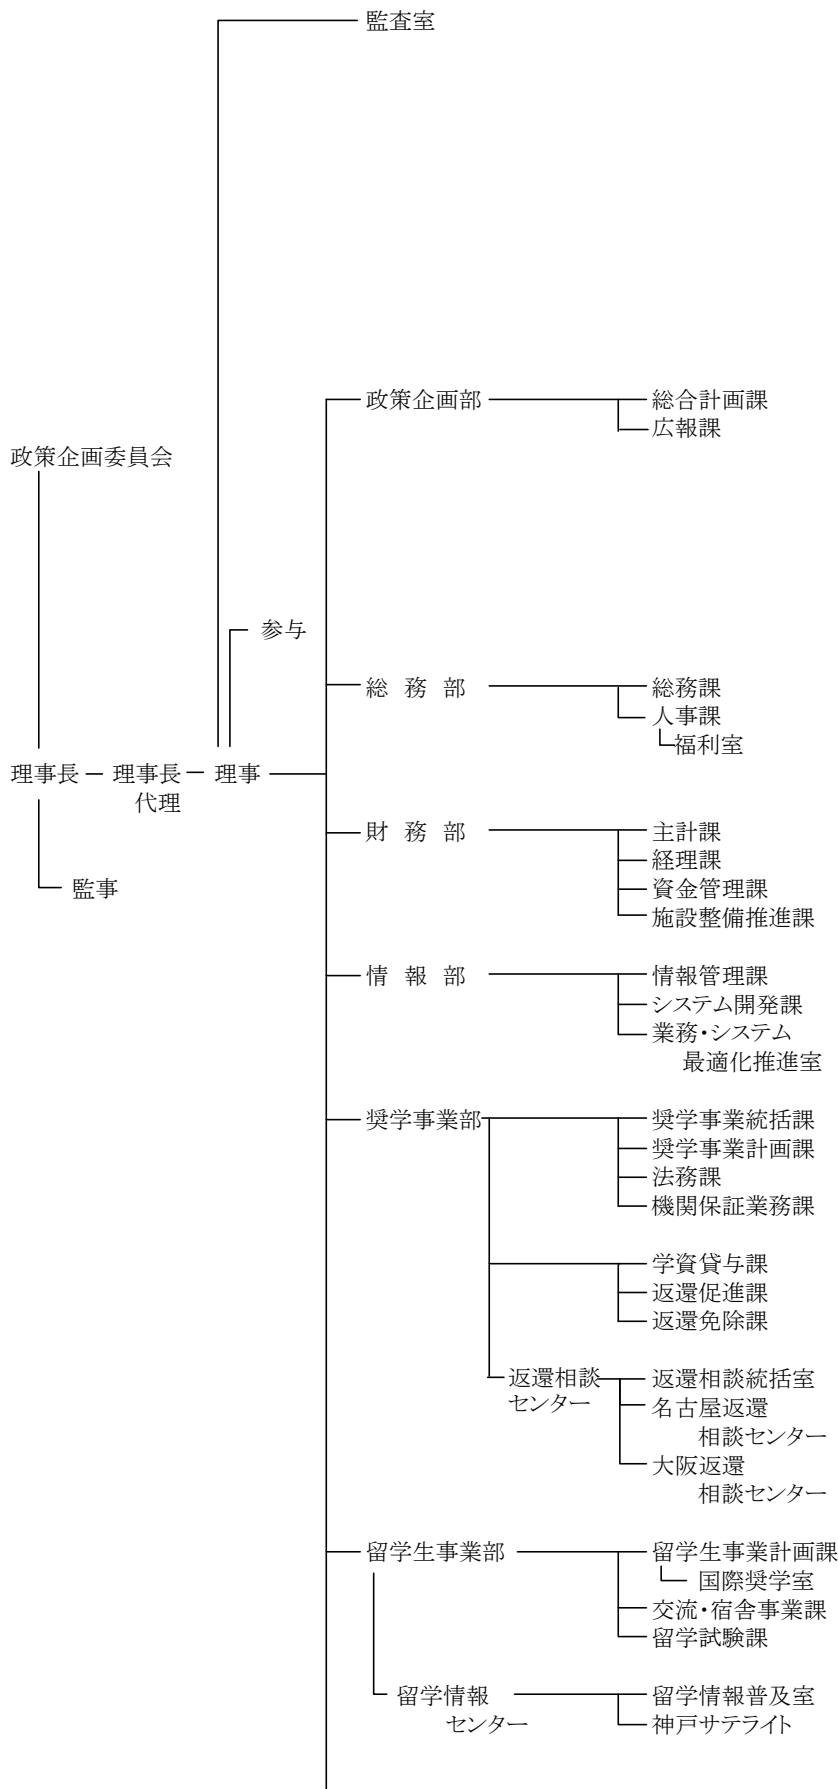 監査室
政策企画部
総合計画課
広報課
政策企画委員会
参与
総務部
総務課
人事課
福利室
理事長
理事長
代理
理事
監事
財務部
主計課
経理課
資金管理課
施設整備推進課
情報部
情報管理課
システム開発課
業務・システム
最適化推進室
奨学事業部
奨学事業統括課
奨学事業計画課
法務課
機関保証業務課
学資貸与課
返還促進課
返還免除課
返還相談
センター
返還相談統括室
名古屋返還
相談センター
大阪返還
相談センター
留学生事業部
留学生事業計画課
国際奨学室
交流・宿舎事業課
留学試験課
留学情報
センター
留学情報普及室
神戸サテライト